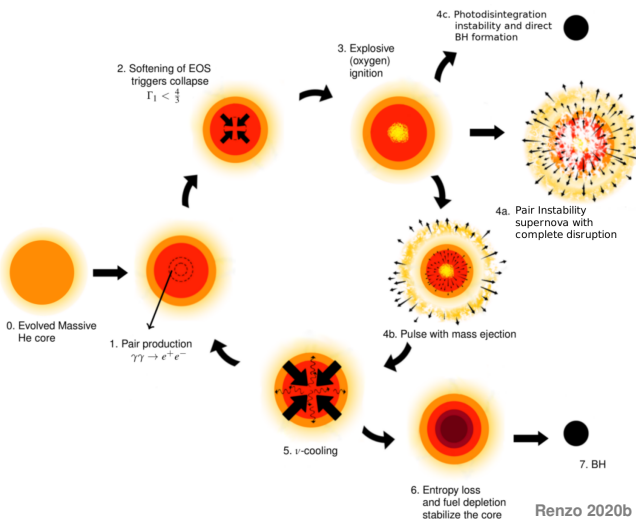 0. Evolved Massive
He core
1. Pair production
γγ → e⁺e⁻
2. Softening of EOS
triggers collapse
Γ₁ < 4/3
3. Explosive
(oxygen)
ignition
4c. Photodisintegration
instability and direct
BH formation
4a. Pair Instability
supernova with
complete disruption
4b. Pulse with mass ejection
5. ν-cooling
6. Entropy loss
and fuel depletion
stabilize the core
7. BH
Renzo 2020b